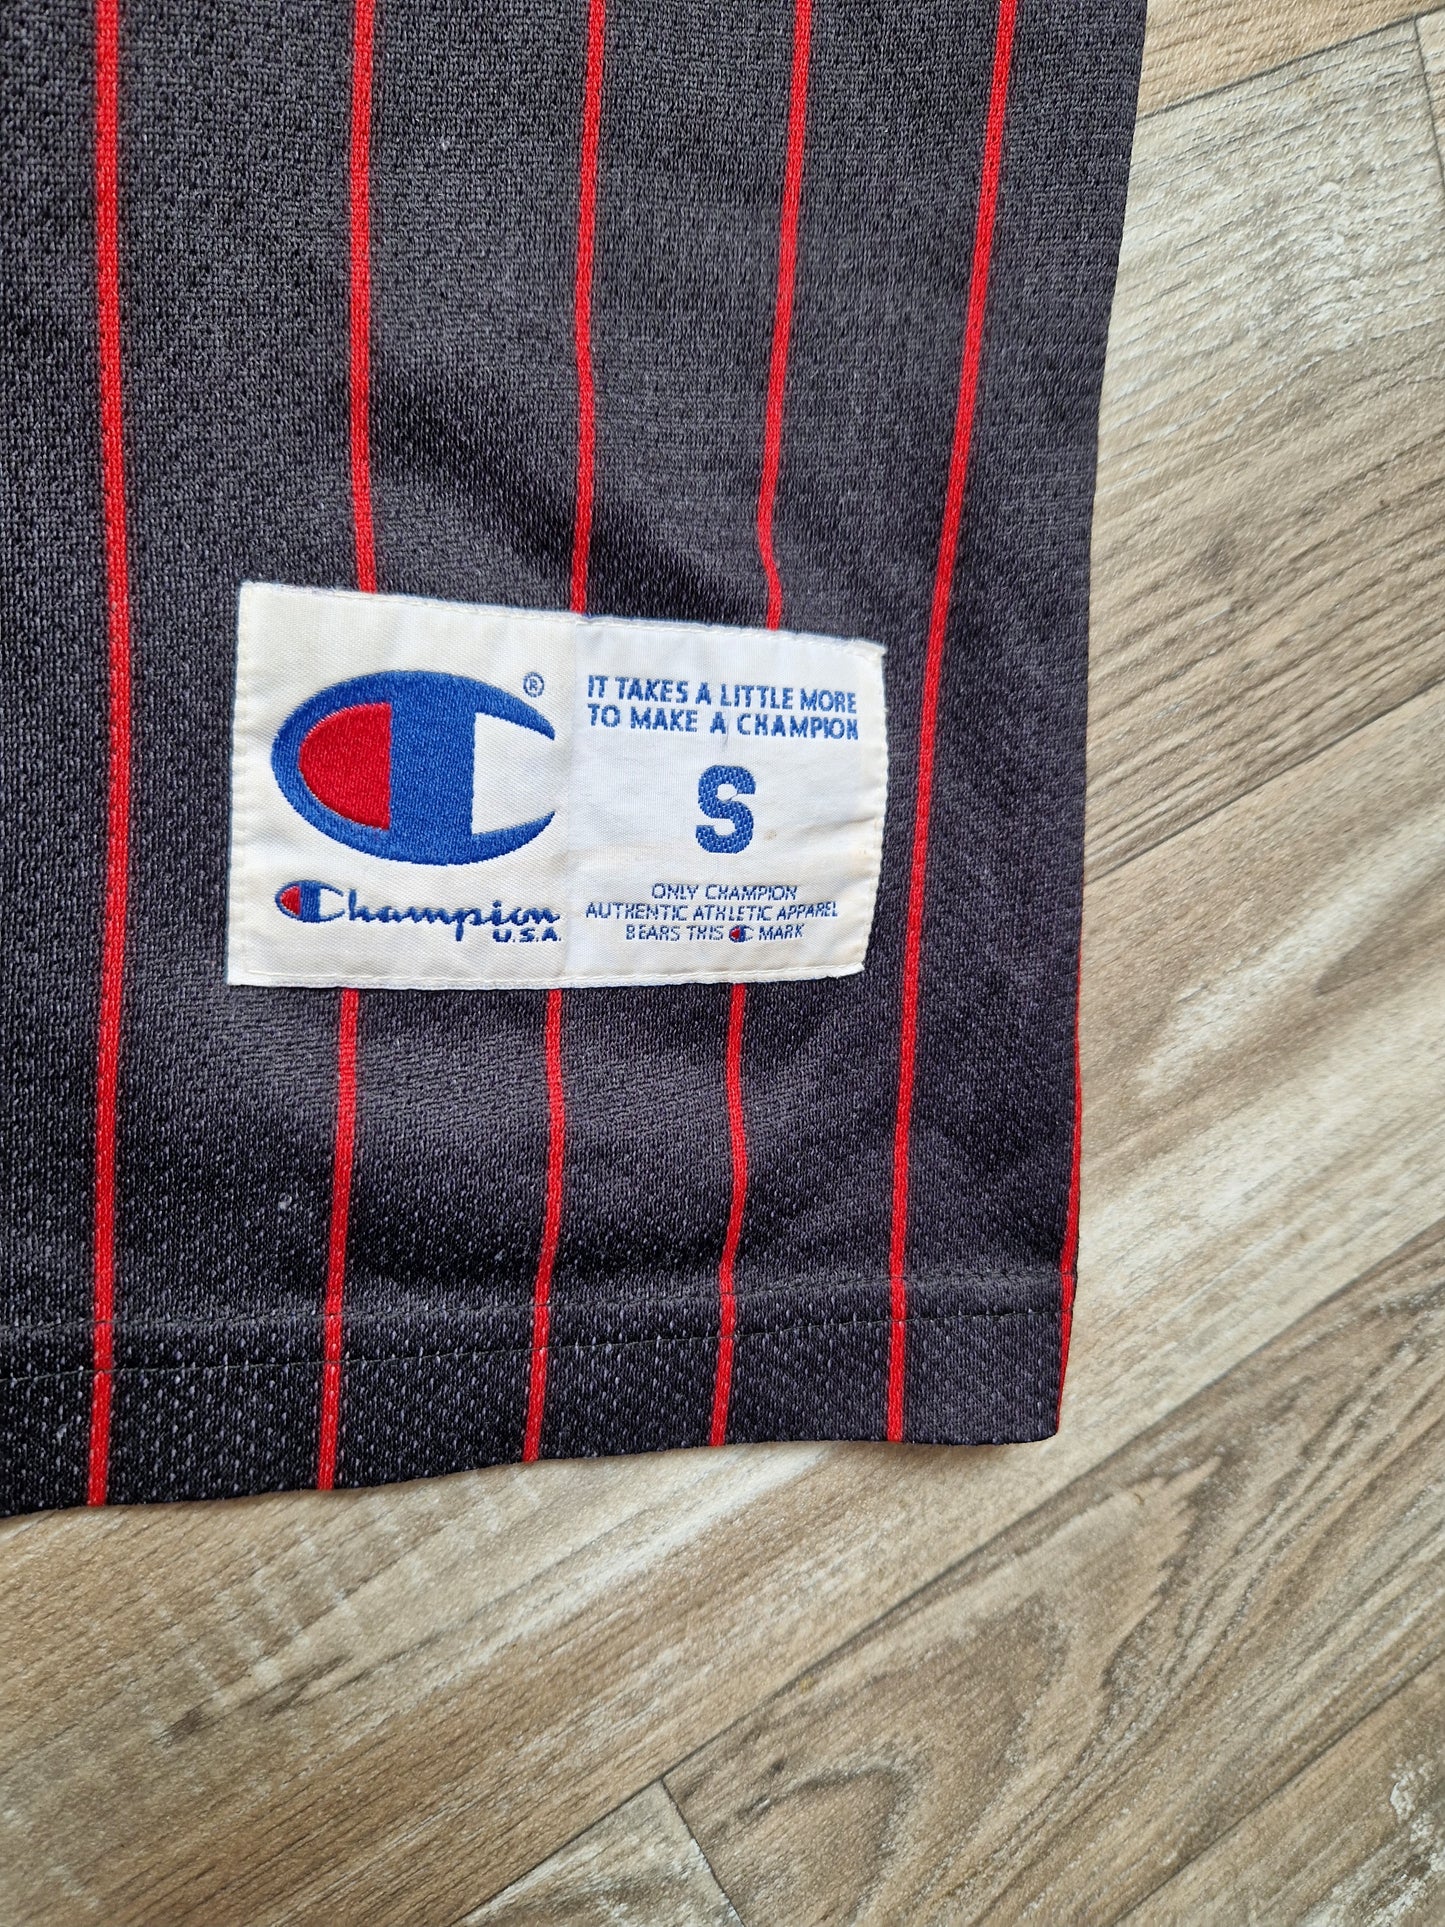 ®
Champion
U.S.A.
IT TAKES A LITTLE MORE
TO MAKE A CHAMPION
S
ONLY CHAMPION
AUTHENTIC ATHLETIC APPAREL
BEARS THIS C MARK